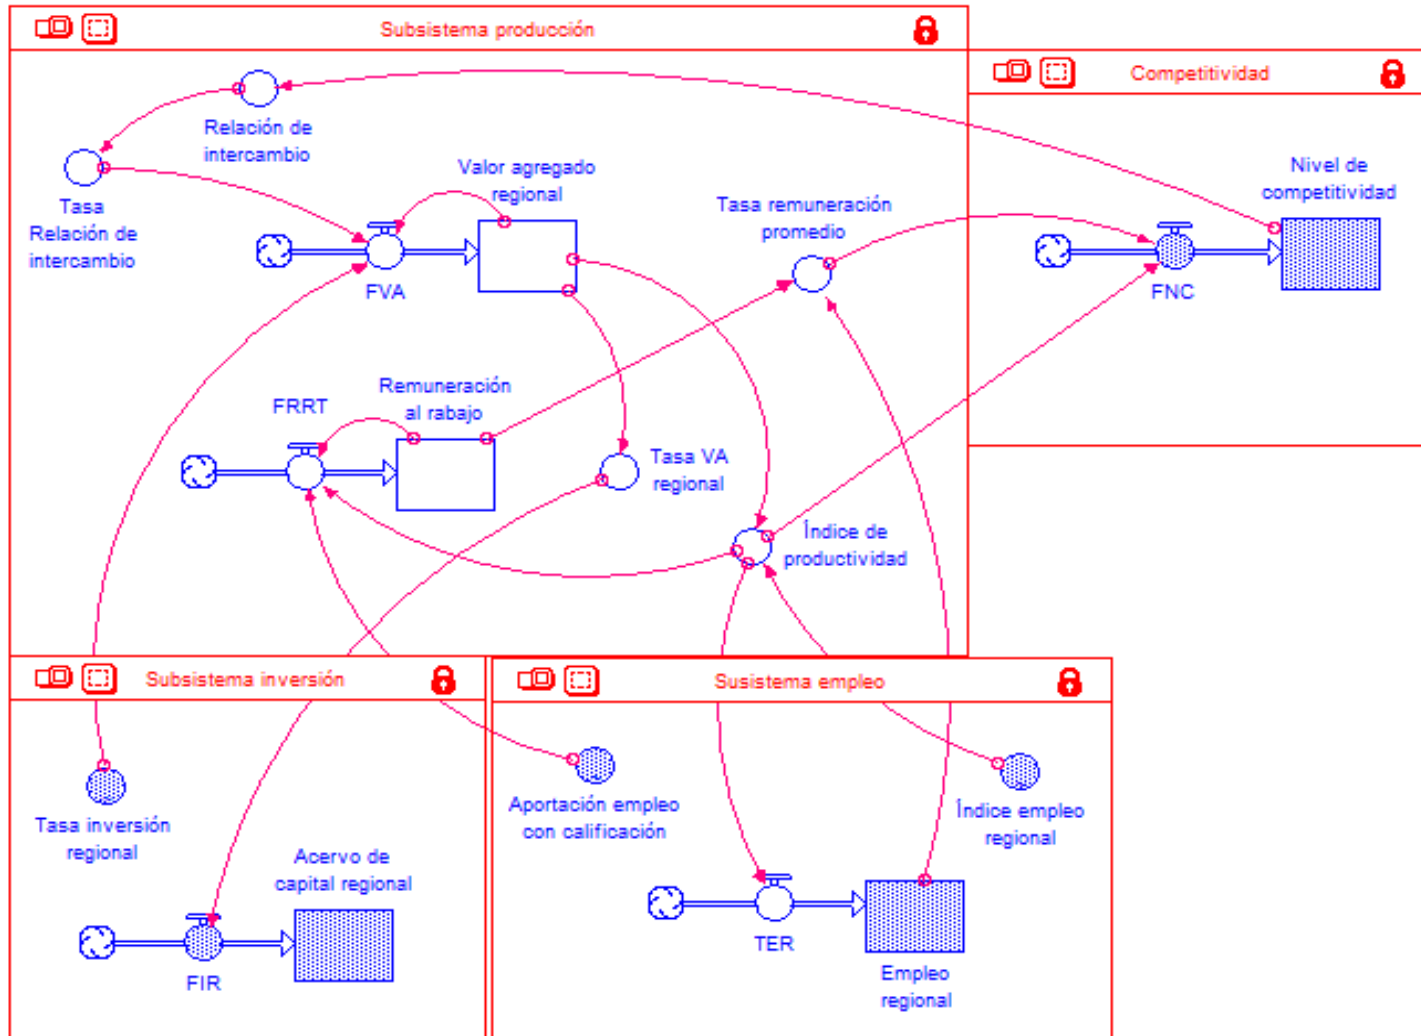 Subsistema producción
Competitividad
Relación de
intercambio
Tasa
Relación de
intercambio
Valor agregado
regional
FVA
Tasa remuneración
promedio
Nivel de
competitividad
FNC
FRRT
Remuneración
al rabajo
Tasa VA
regional
Índice de
productividad
Subsistema inversión
Susistema empleo
Tasa inversión
regional
Acervo de
capital regional
FIR
Aportación empleo
con calificación
Índice empleo
regional
TER
Empleo
regional